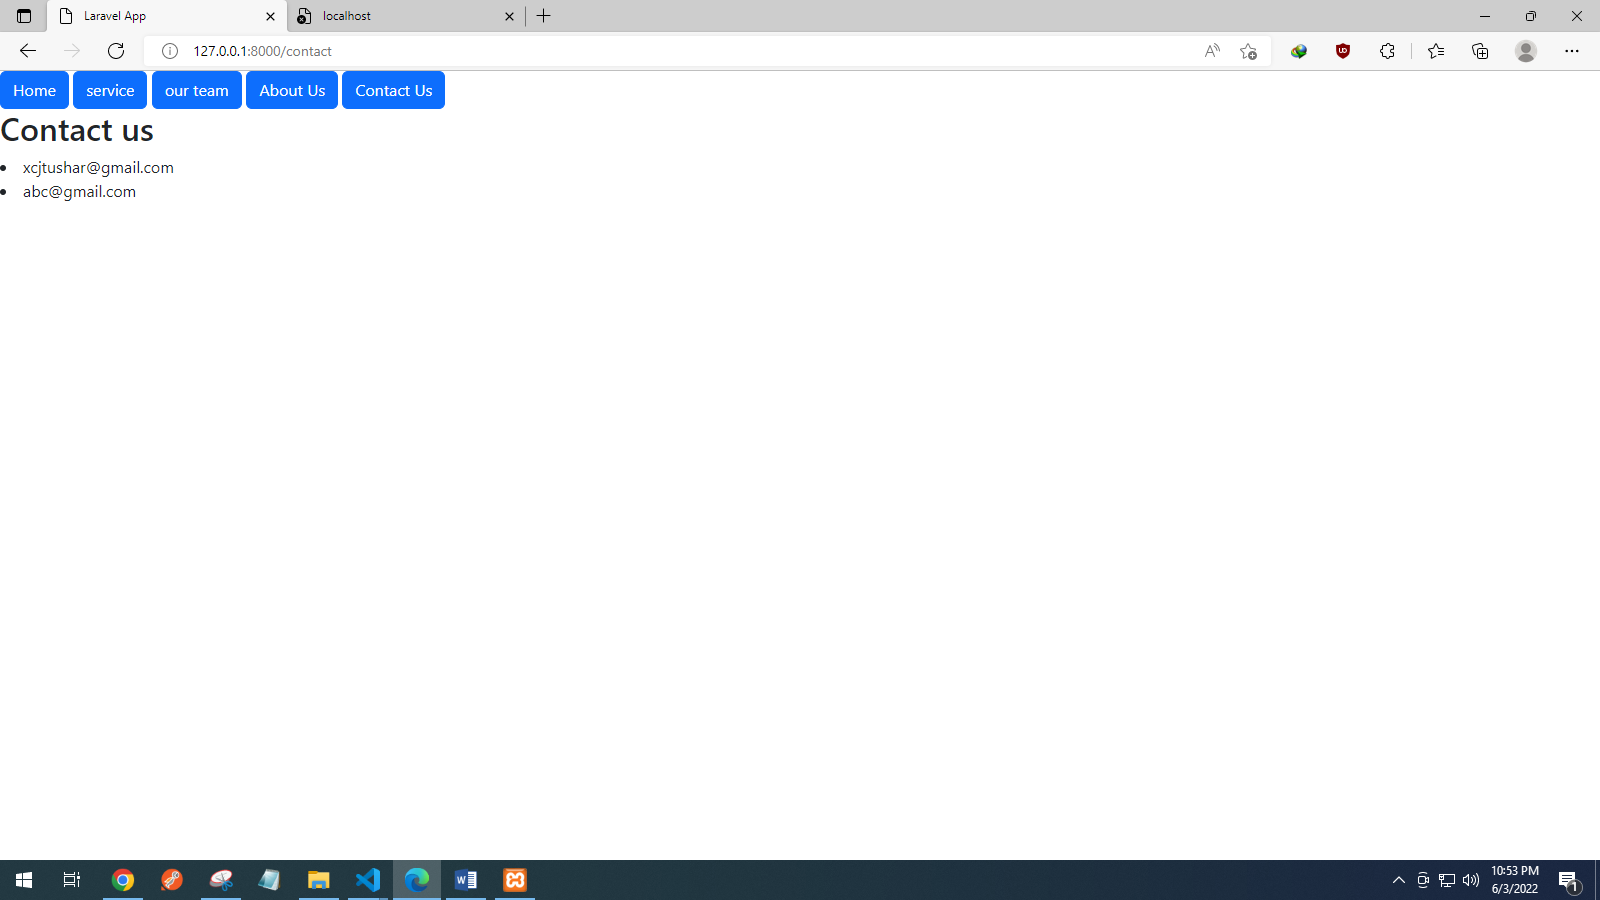 Laravel App
localhost
127.0.0.1:8000/contact
Home service our team About Us Contact Us
Contact us
xcjtushar@gmail.com
abc@gmail.com
10:53 PM
6/3/2022
1